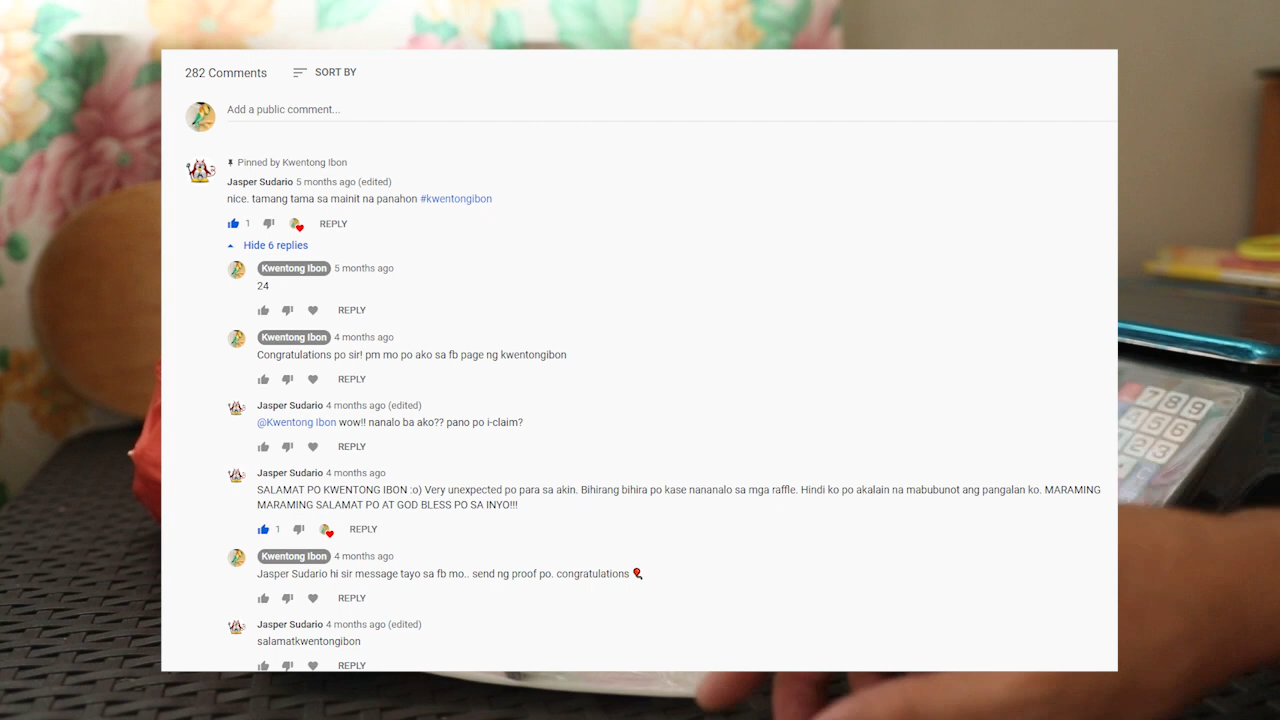 282 Comments SORT BY
Add a public comment...
Pinned by Kwentong Ibon
Jasper Sudario 5 months ago (edited)
nice. tamang tama sa mainit na panahon #kwentongibon
1 REPLY
Hide 6 replies
Kwentong Ibon 5 months ago
24
REPLY
Kwentong Ibon 4 months ago
Congratulations po sir! pm mo po ako sa fb page ng kwentongibon
REPLY
Jasper Sudario 4 months ago (edited)
@Kwentong Ibon wow!! nanalo ba ako?? pano po i-claim?
REPLY
Jasper Sudario 4 months ago
SALAMAT PO KWENTONG IBON :o) Very unexpected po para sa akin. Bihirang bihira po kase nananalo sa mga raffle. Hindi ko po akalain na mabubunot ang pangalan ko. MARAMING
MARAMING SALAMAT PO AT GOD BLESS PO SA INYO!!!
1 REPLY
Kwentong Ibon 4 months ago
Jasper Sudario hi sir message tayo sa fb mo.. send ng proof po. congratulations 🎈
REPLY
Jasper Sudario 4 months ago (edited)
salamatkwentongibon
REPLY
789
456
23